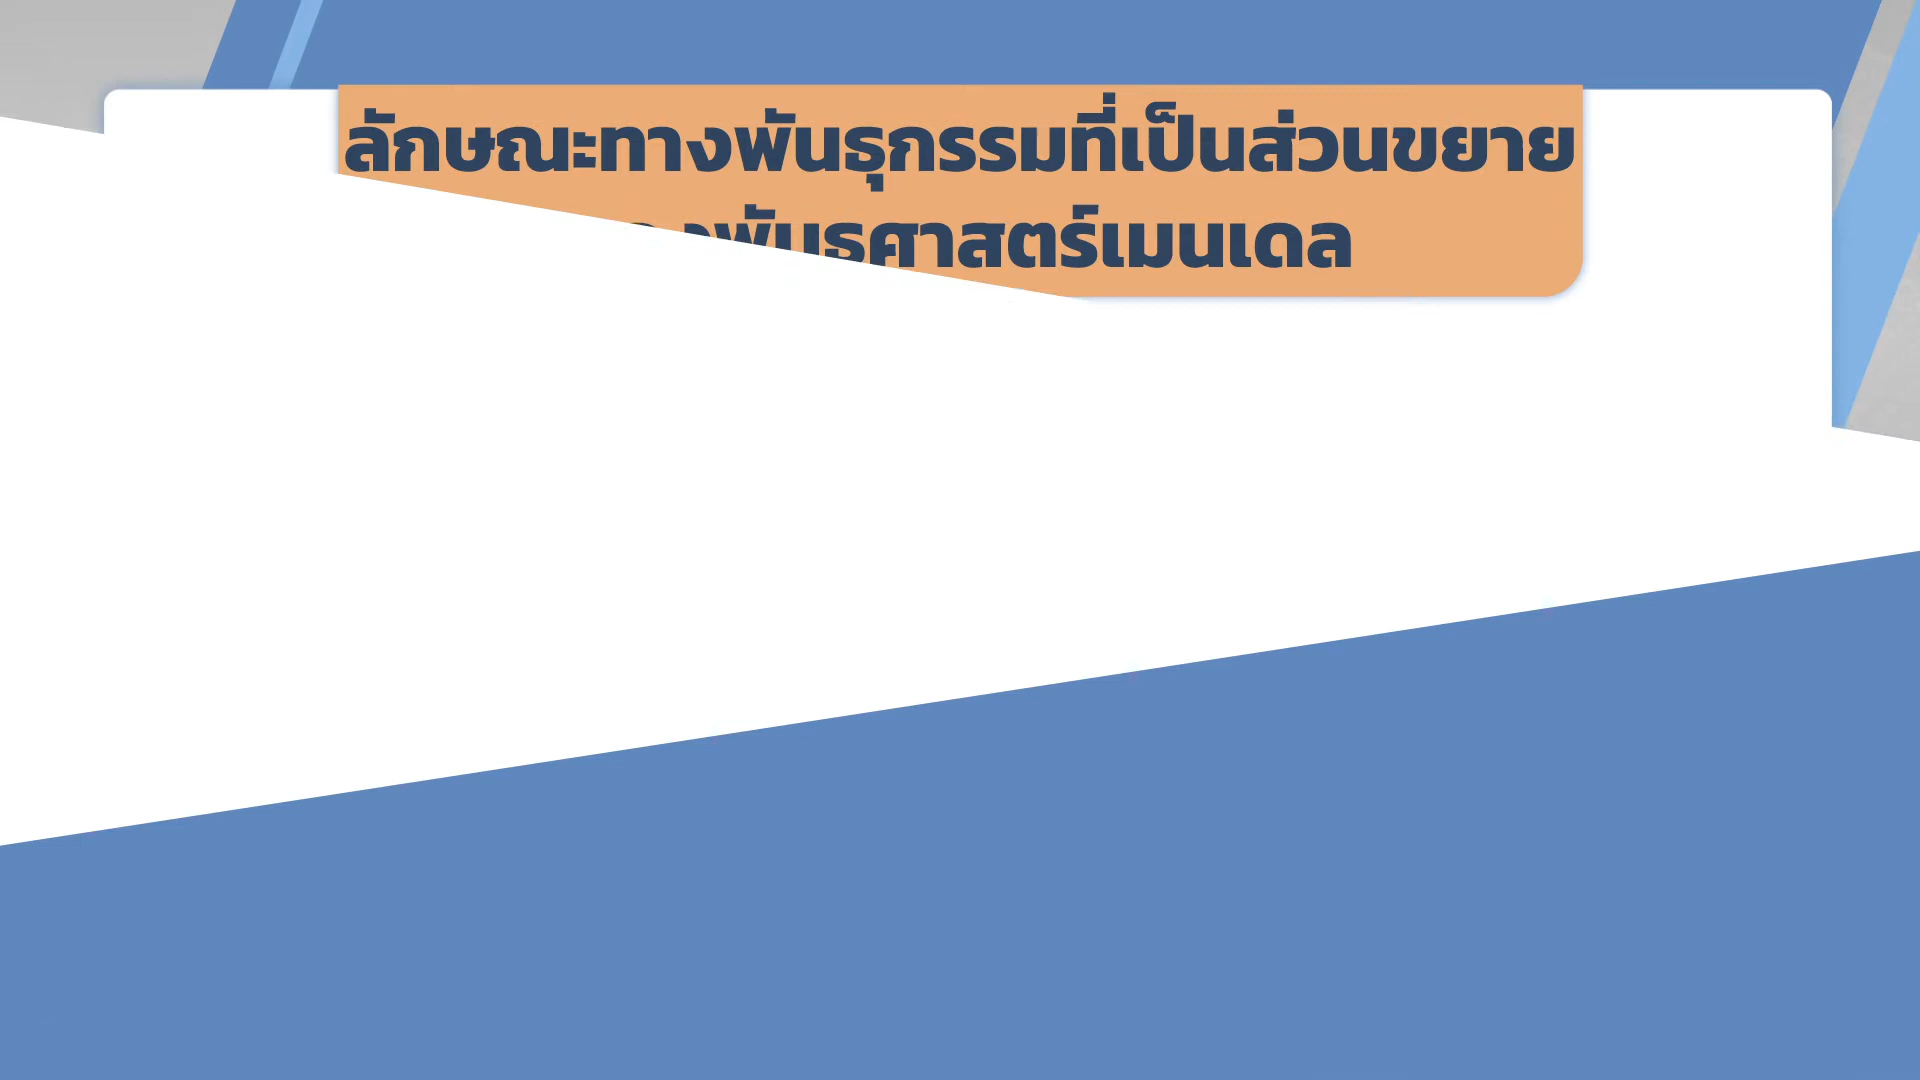 ลักษณะทางพันธุกรรมที่เป็นส่วนขยาย
พันธุศาสตร์เมนเดล